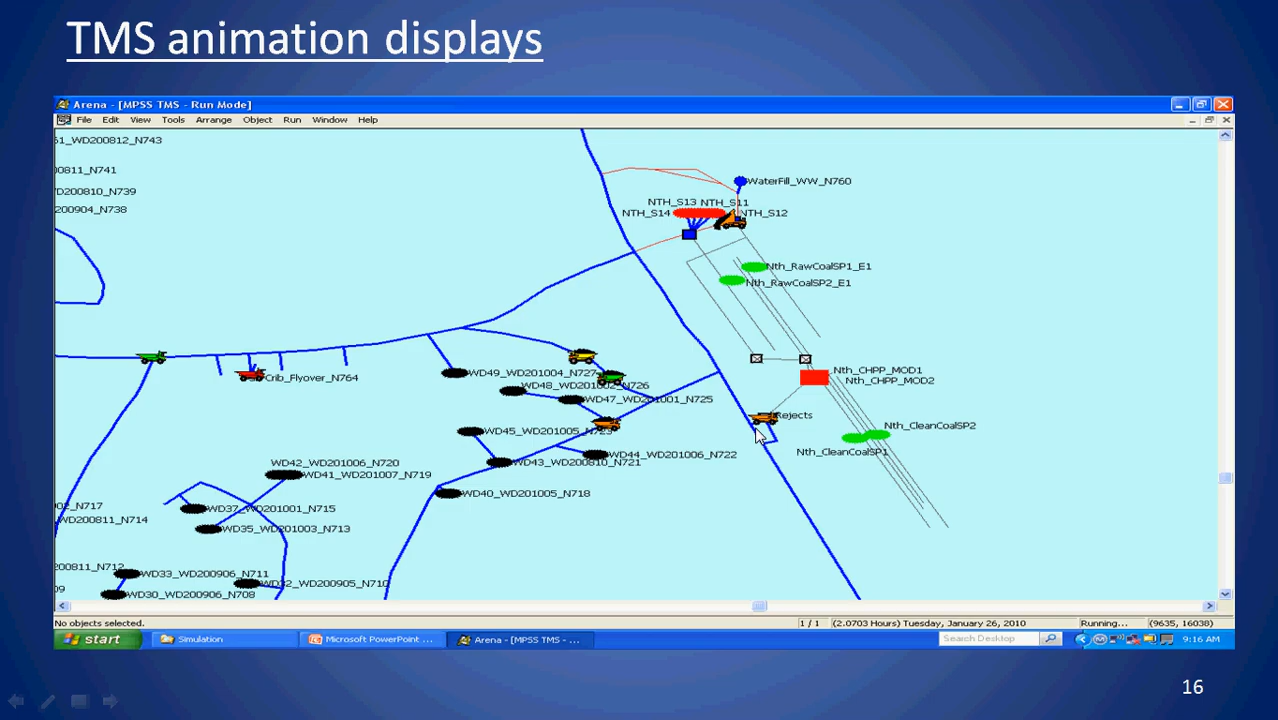 TMS animation displays
Arena - [MPSS TMS - Run Mode]
File Edit View Tools Arrange Object Run Window Help
51_WD200812_N743
0811_N741
WD200810_N739
200904_N738
WaterFill_WW_N760
NTH_S13 NTH_S11
NTH_S14 NTH_S12
Nth_RawCoalSP1_E1
Nth_RawCoalSP2_E1
Crib_Flyover_N764
WD49_WD201004_N727
WD48_WD201002_N726
WD47_WD201001_N725
Nth_CHPP_MOD1
Nth_CHPP_MOD2
Rejects
WD45_WD201005_N723
Nth_CleanCoalSP2
Nth_CleanCoalSP1
WD44_WD201006_N722
WD43_WD200810_N721
WD42_WD201006_N720
WD41_WD201007_N719
WD40_WD201005_N718
02_N717
WD37_WD201001_N715
WD200811_N714
WD35_WD201003_N713
200811_N712
WD33_WD200906_N711
WD32_WD200905_N710
09
WD30_WD200906_N708
No objects selected.
1 / 1
(2.0703 Hours) Tuesday, January 26, 2010
Running...
(9635, 16038)
start
Simulation
Microsoft PowerPoint ...
Arena - [MPSS TMS - ...
Search Desktop
9:16 AM
16